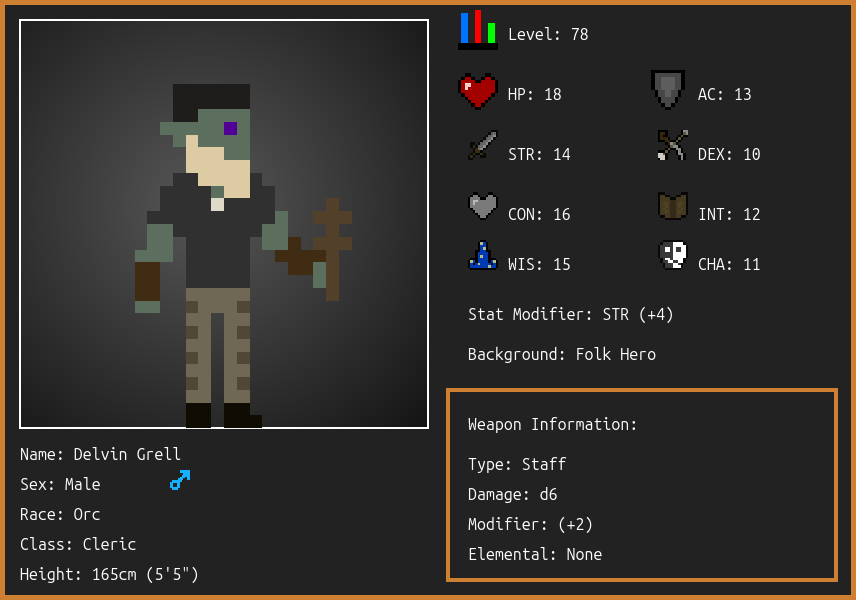 Level: 78
HP: 18
AC: 13
STR: 14
DEX: 10
CON: 16
INT: 12
WIS: 15
CHA: 11
Stat Modifier: STR (+4)
Background: Folk Hero
Weapon Information:
Type: Staff
Damage: d6
Modifier: (+2)
Elemental: None
Name: Delvin Grell
Sex: Male
Race: Orc
Class: Cleric
Height: 165cm (5'5")